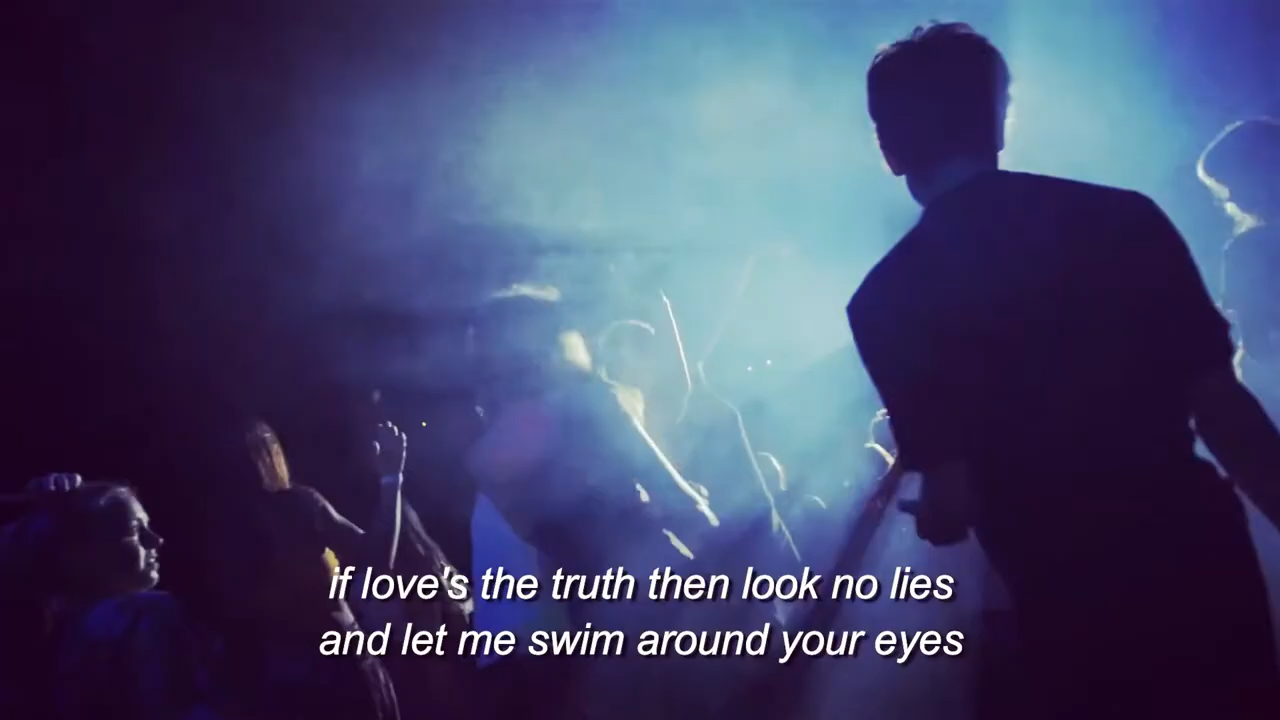 if love's the truth then look no lies
and let me swim around your eyes